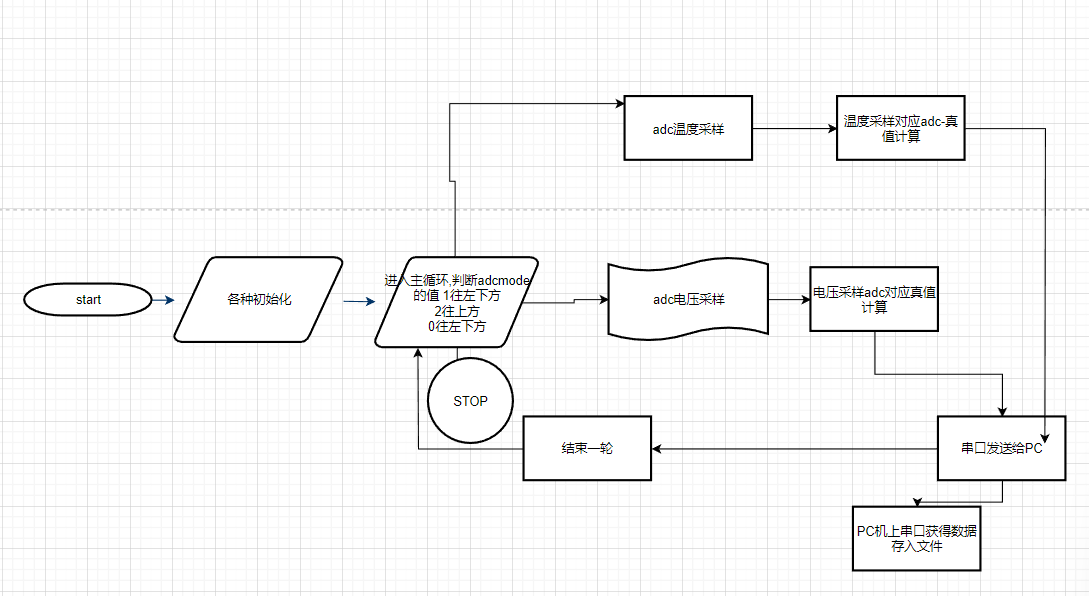 adc温度采样
温度采样对应adc-真
值计算
start
各种初始化
进入主循环,判断adcmode
的值 1往左下方
2往上方
0往左下方
adc电压采样
电压采样adc对应真值
计算
STOP
结束一轮
串口发送给PC
PC机上串口获得数据
存入文件